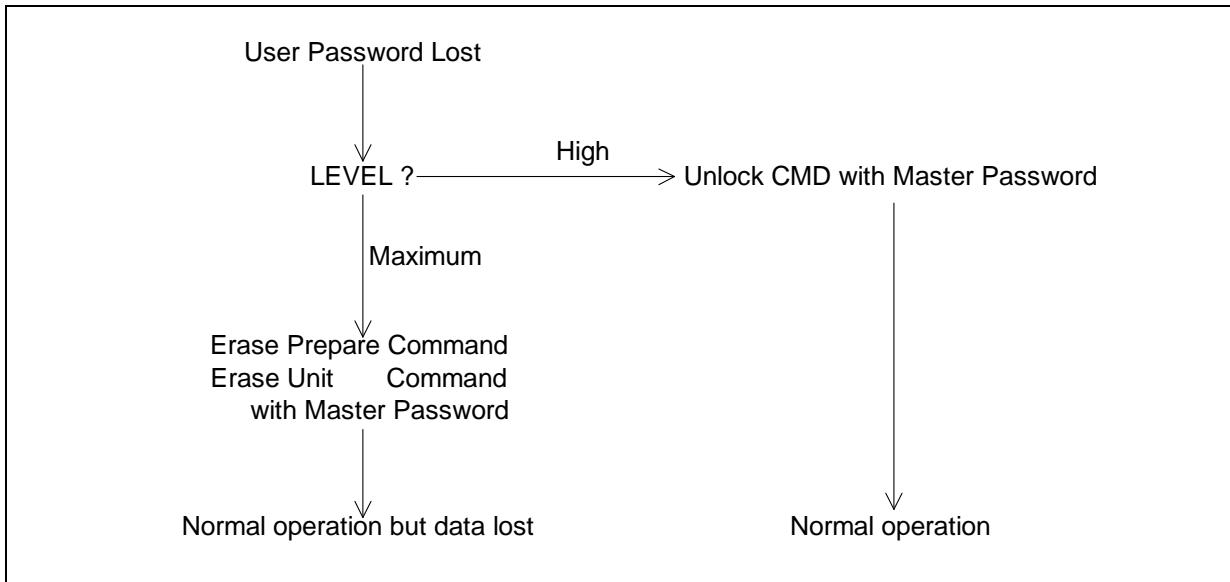 User Password Lost
High
LEVEL ?
Unlock CMD with Master Password
Maximum
Erase Prepare Command
Erase Unit Command
with Master Password
Normal operation but data lost
Normal operation